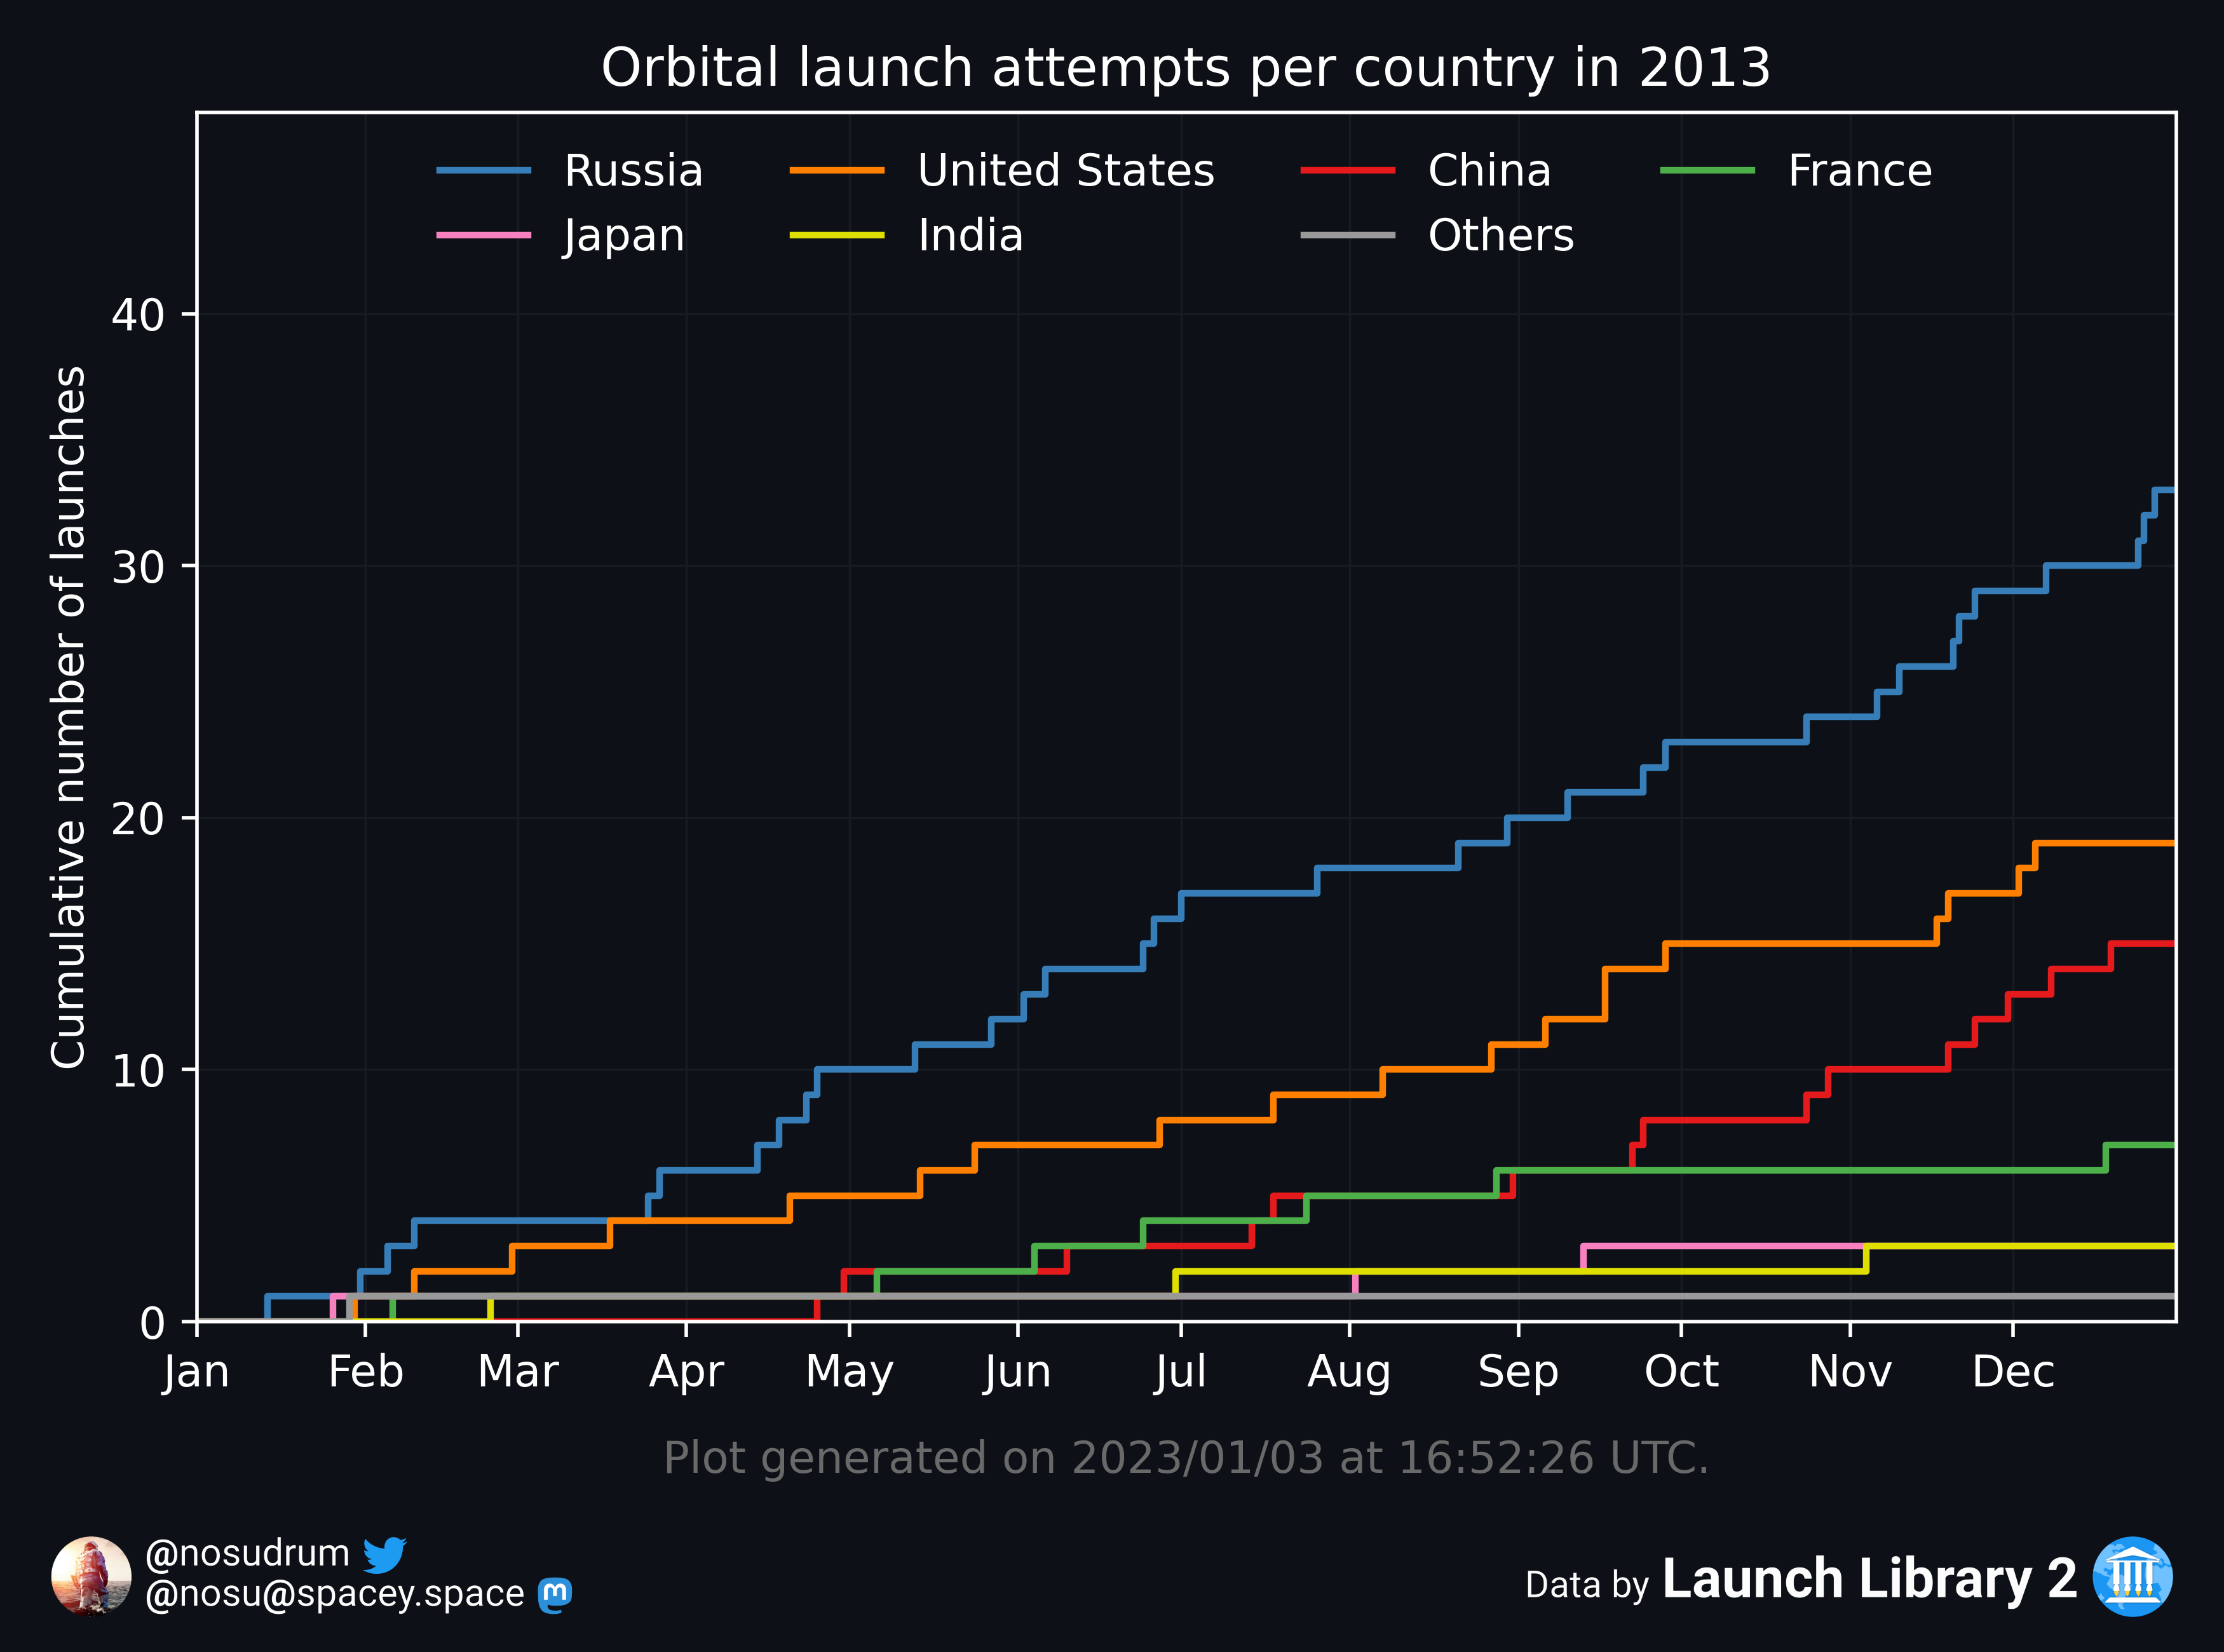 Orbital launch attempts per country in 2013
Russia United States China France
Japan India Others
Cumulative number of launches
40
30
20
10
0
Jan Feb Mar Apr May Jun Jul Aug Sep Oct Nov Dec
Plot generated on 2023/01/03 at 16:52:26 UTC.
@nosudrum
@nosu@spacey.space
Data by Launch Library 2